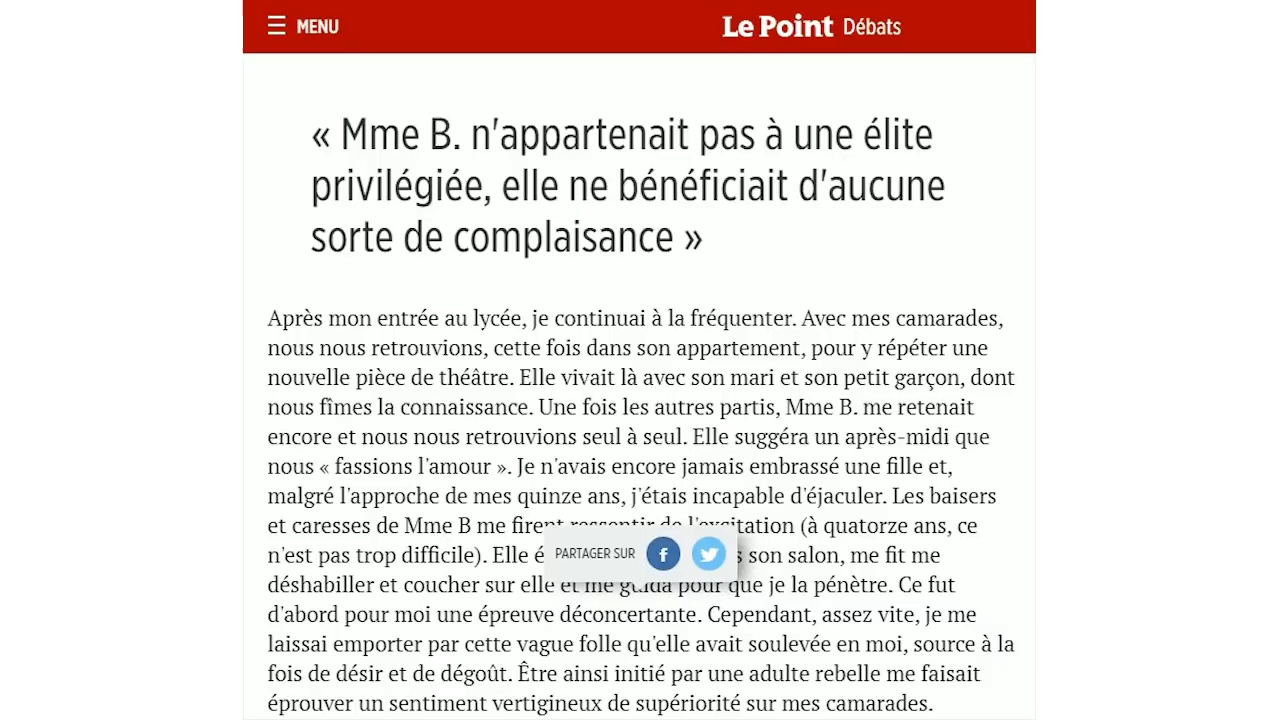 MENU
Le Point Débats
« Mme B. n'appartenait pas à une élite
privilégiée, elle ne bénéficiait d'aucune
sorte de complaisance »
Après mon entrée au lycée, je continuai à la fréquenter. Avec mes camarades,
nous nous retrouvions, cette fois dans son appartement, pour y répéter une
nouvelle pièce de théâtre. Elle vivait là avec son mari et son petit garçon, dont
nous fîmes la connaissance. Une fois les autres partis, Mme B. me retenait
encore et nous nous retrouvions seul à seul. Elle suggéra un après-midi que
nous « fassions l'amour ». Je n'avais encore jamais embrassé une fille et,
malgré l'approche de mes quinze ans, j'étais incapable d'éjaculer. Les baisers
et caresses de Mme B me firent ressentir de l'excitation (à quatorze ans, ce
n'est pas trop difficile). Elle son salon, me fit me
PARTAGER SUR
déshabiller et coucher sur elle et me guida pour que je la pénètre. Ce fut
d'abord pour moi une épreuve déconcertante. Cependant, assez vite, je me
laissai emporter par cette vague folle qu'elle avait soulevée en moi, source à la
fois de désir et de dégoût. Être ainsi initié par une adulte rebelle me faisait
éprouver un sentiment vertigineux de supériorité sur mes camarades.